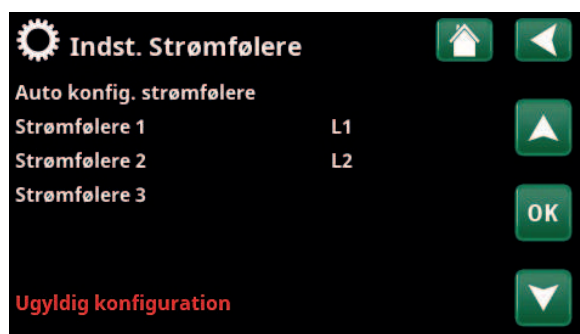 Indst. Strømfølere
Auto konfig. strømfølere
Strømfølere 1 L1
Strømfølere 2 L2
Strømfølere 3
OK
Ugyldig konfiguration